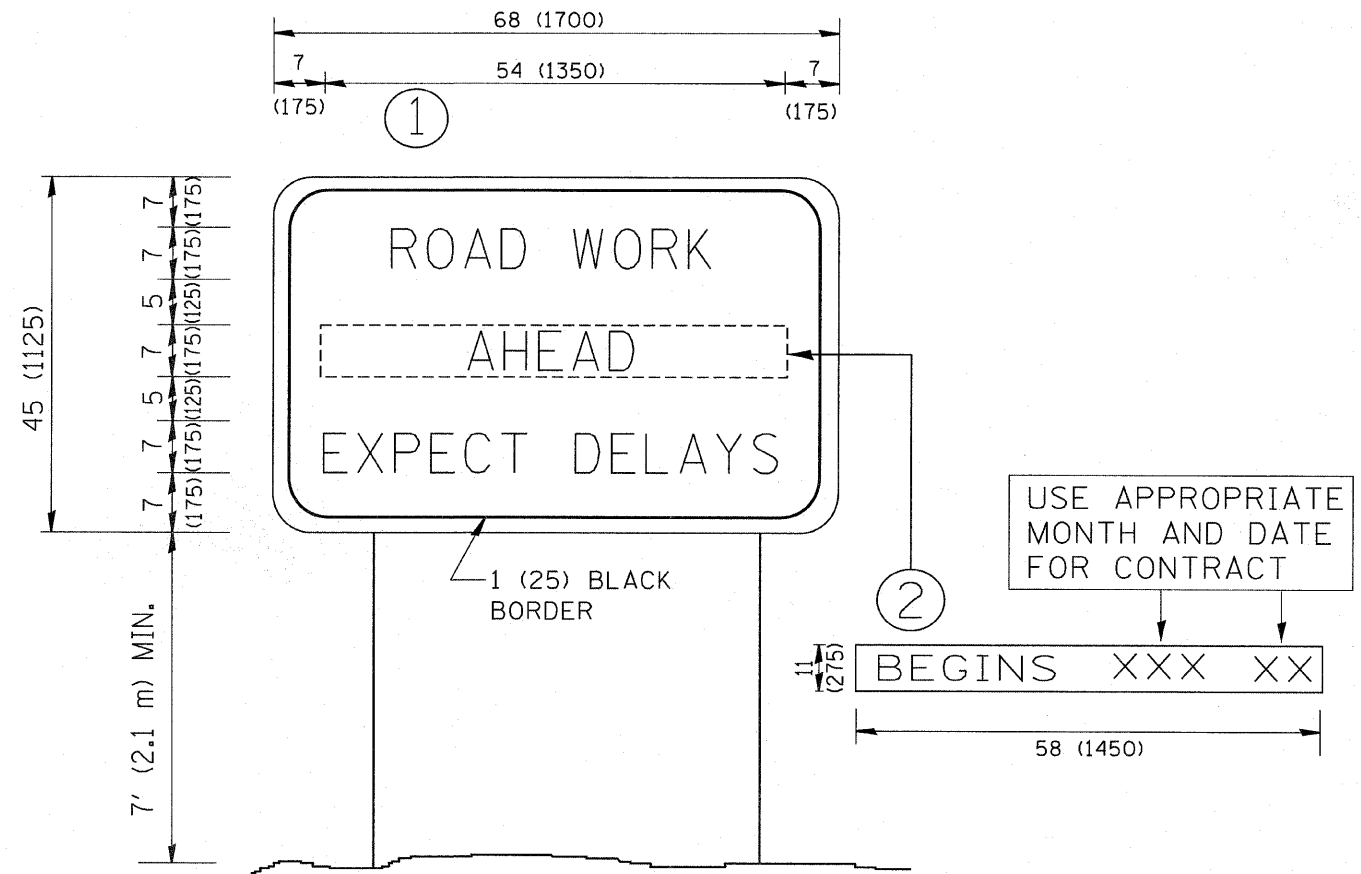 68 (1700)
7
54 (1350)
7
(175)
(175)
1
45 (1125)
7
(175)
7
(175)
5
(125)
7
(175)
5
(125)
7
(175)
7
(175)
ROAD WORK
AHEAD
EXPECT DELAYS
1 (25) BLACK
BORDER
7' (2.1 m) MIN.
USE APPROPRIATE
MONTH AND DATE
FOR CONTRACT
2
11
(275)
BEGINS XXX XX
58 (1450)